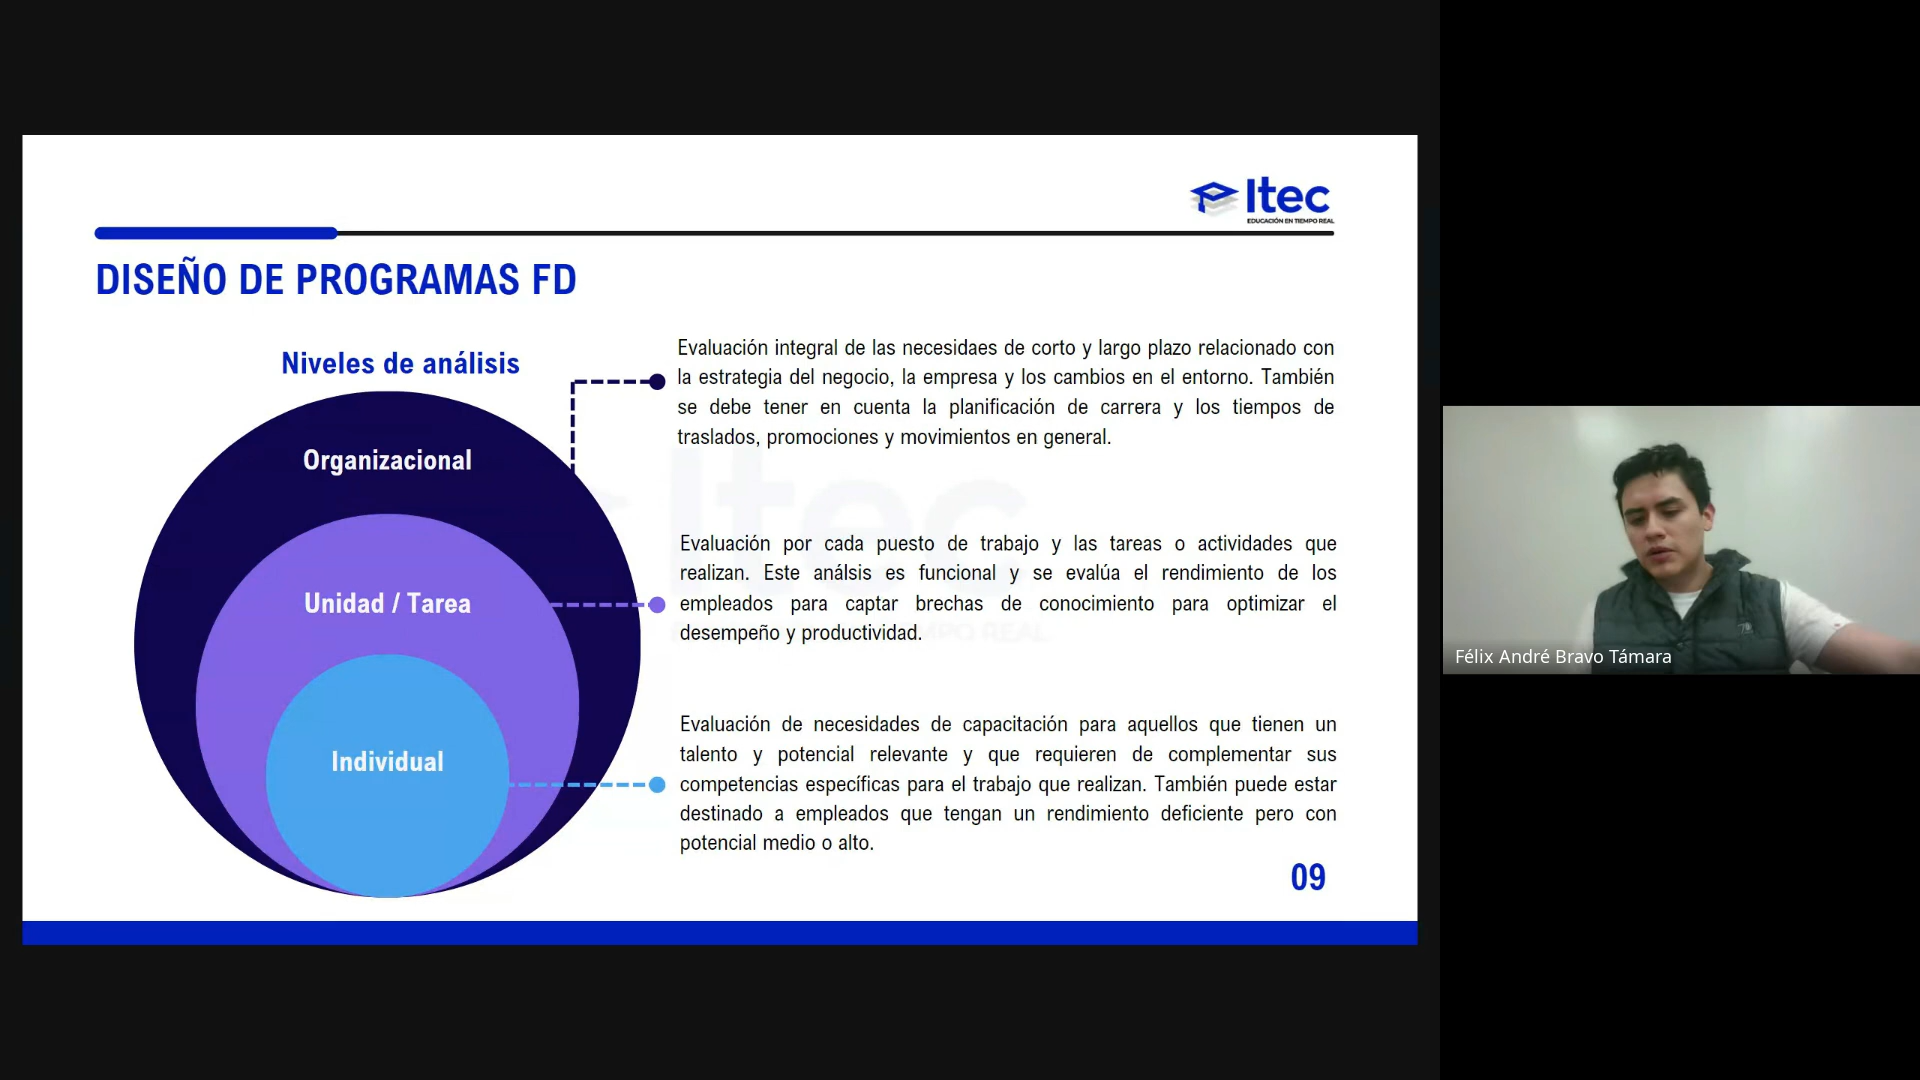 Itec
EDUCACIÓN EN TIEMPO REAL
DISEÑO DE PROGRAMAS FD
Niveles de análisis
Organizacional
Unidad / Tarea
Individual
Evaluación integral de las necesidaes de corto y largo plazo relacionado con
la estrategia del negocio, la empresa y los cambios en el entorno. También
se debe tener en cuenta la planificación de carrera y los tiempos de
traslados, promociones y movimientos en general.
Evaluación por cada puesto de trabajo y las tareas o actividades que
realizan. Este análsis es funcional y se evalúa el rendimiento de los
empleados para captar brechas de conocimiento para optimizar el
desempeño y productividad.
Evaluación de necesidades de capacitación para aquellos que tienen un
talento y potencial relevante y que requieren de complementar sus
competencias específicas para el trabajo que realizan. También puede estar
destinado a empleados que tengan un rendimiento deficiente pero con
potencial medio o alto.
09
Itec
MPO REAL
Félix André Bravo Támara